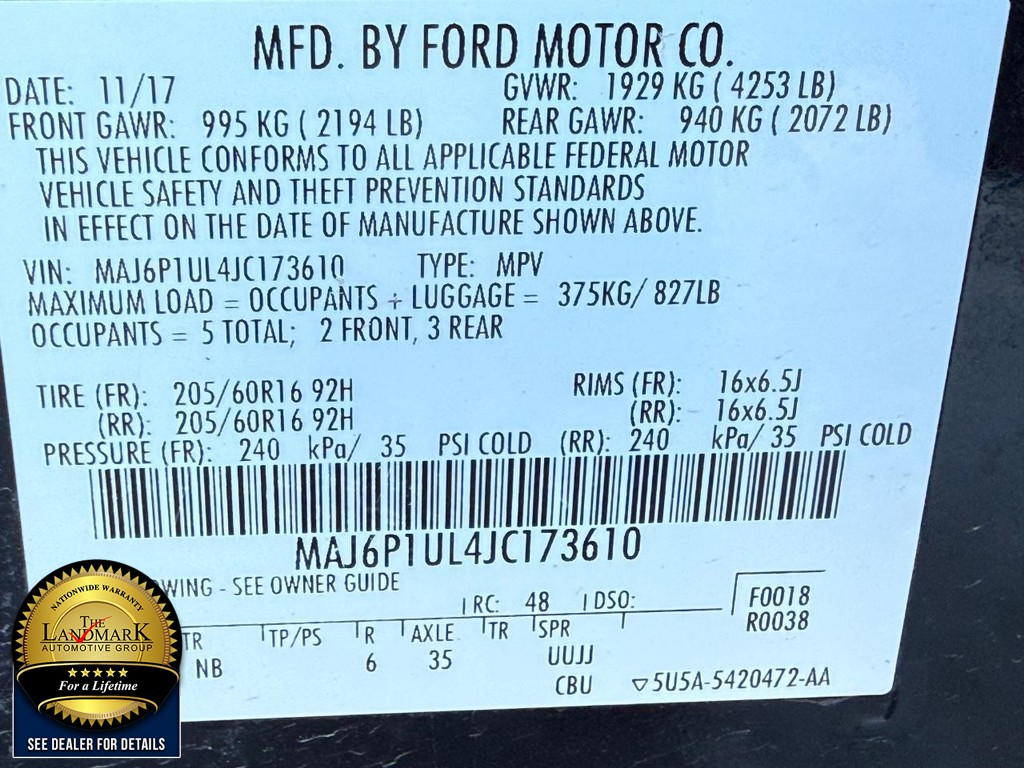 MFD. BY FORD MOTOR CO.
DATE: 11/17 GVWR: 1929 KG ( 4253 LB)
FRONT GAWR: 995 KG ( 2194 LB) REAR GAWR: 940 KG ( 2072 LB)
THIS VEHICLE CONFORMS TO ALL APPLICABLE FEDERAL MOTOR
VEHICLE SAFETY AND THEFT PREVENTION STANDARDS
IN EFFECT ON THE DATE OF MANUFACTURE SHOWN ABOVE.
VIN: MAJ6P1UL4JC173610 TYPE: MPV
MAXIMUM LOAD = OCCUPANTS + LUGGAGE = 375KG/ 827LB
OCCUPANTS = 5 TOTAL; 2 FRONT, 3 REAR
TIRE (FR): 205/60R16 92H RIMS (FR): 16x6.5J
(RR): 205/60R16 92H (RR): 16x6.5J
PRESSURE (FR): 240 kPa/ 35 PSI COLD (RR): 240 kPa/ 35 PSI COLD
MAJ6P1UL4JC173610
WING - SEE OWNER GUIDE
RC: 48 DSO: F0018
R0038
TR TP/PS R AXLE TR SPR
NB 6 35 UUJJ
CBU ▽5U5A-5420472-AA
NATIONWIDE WARRANTY
THE
LANDMARK
AUTOMOTIVE GROUP
★★★★★
For a Lifetime
SEE DEALER FOR DETAILS